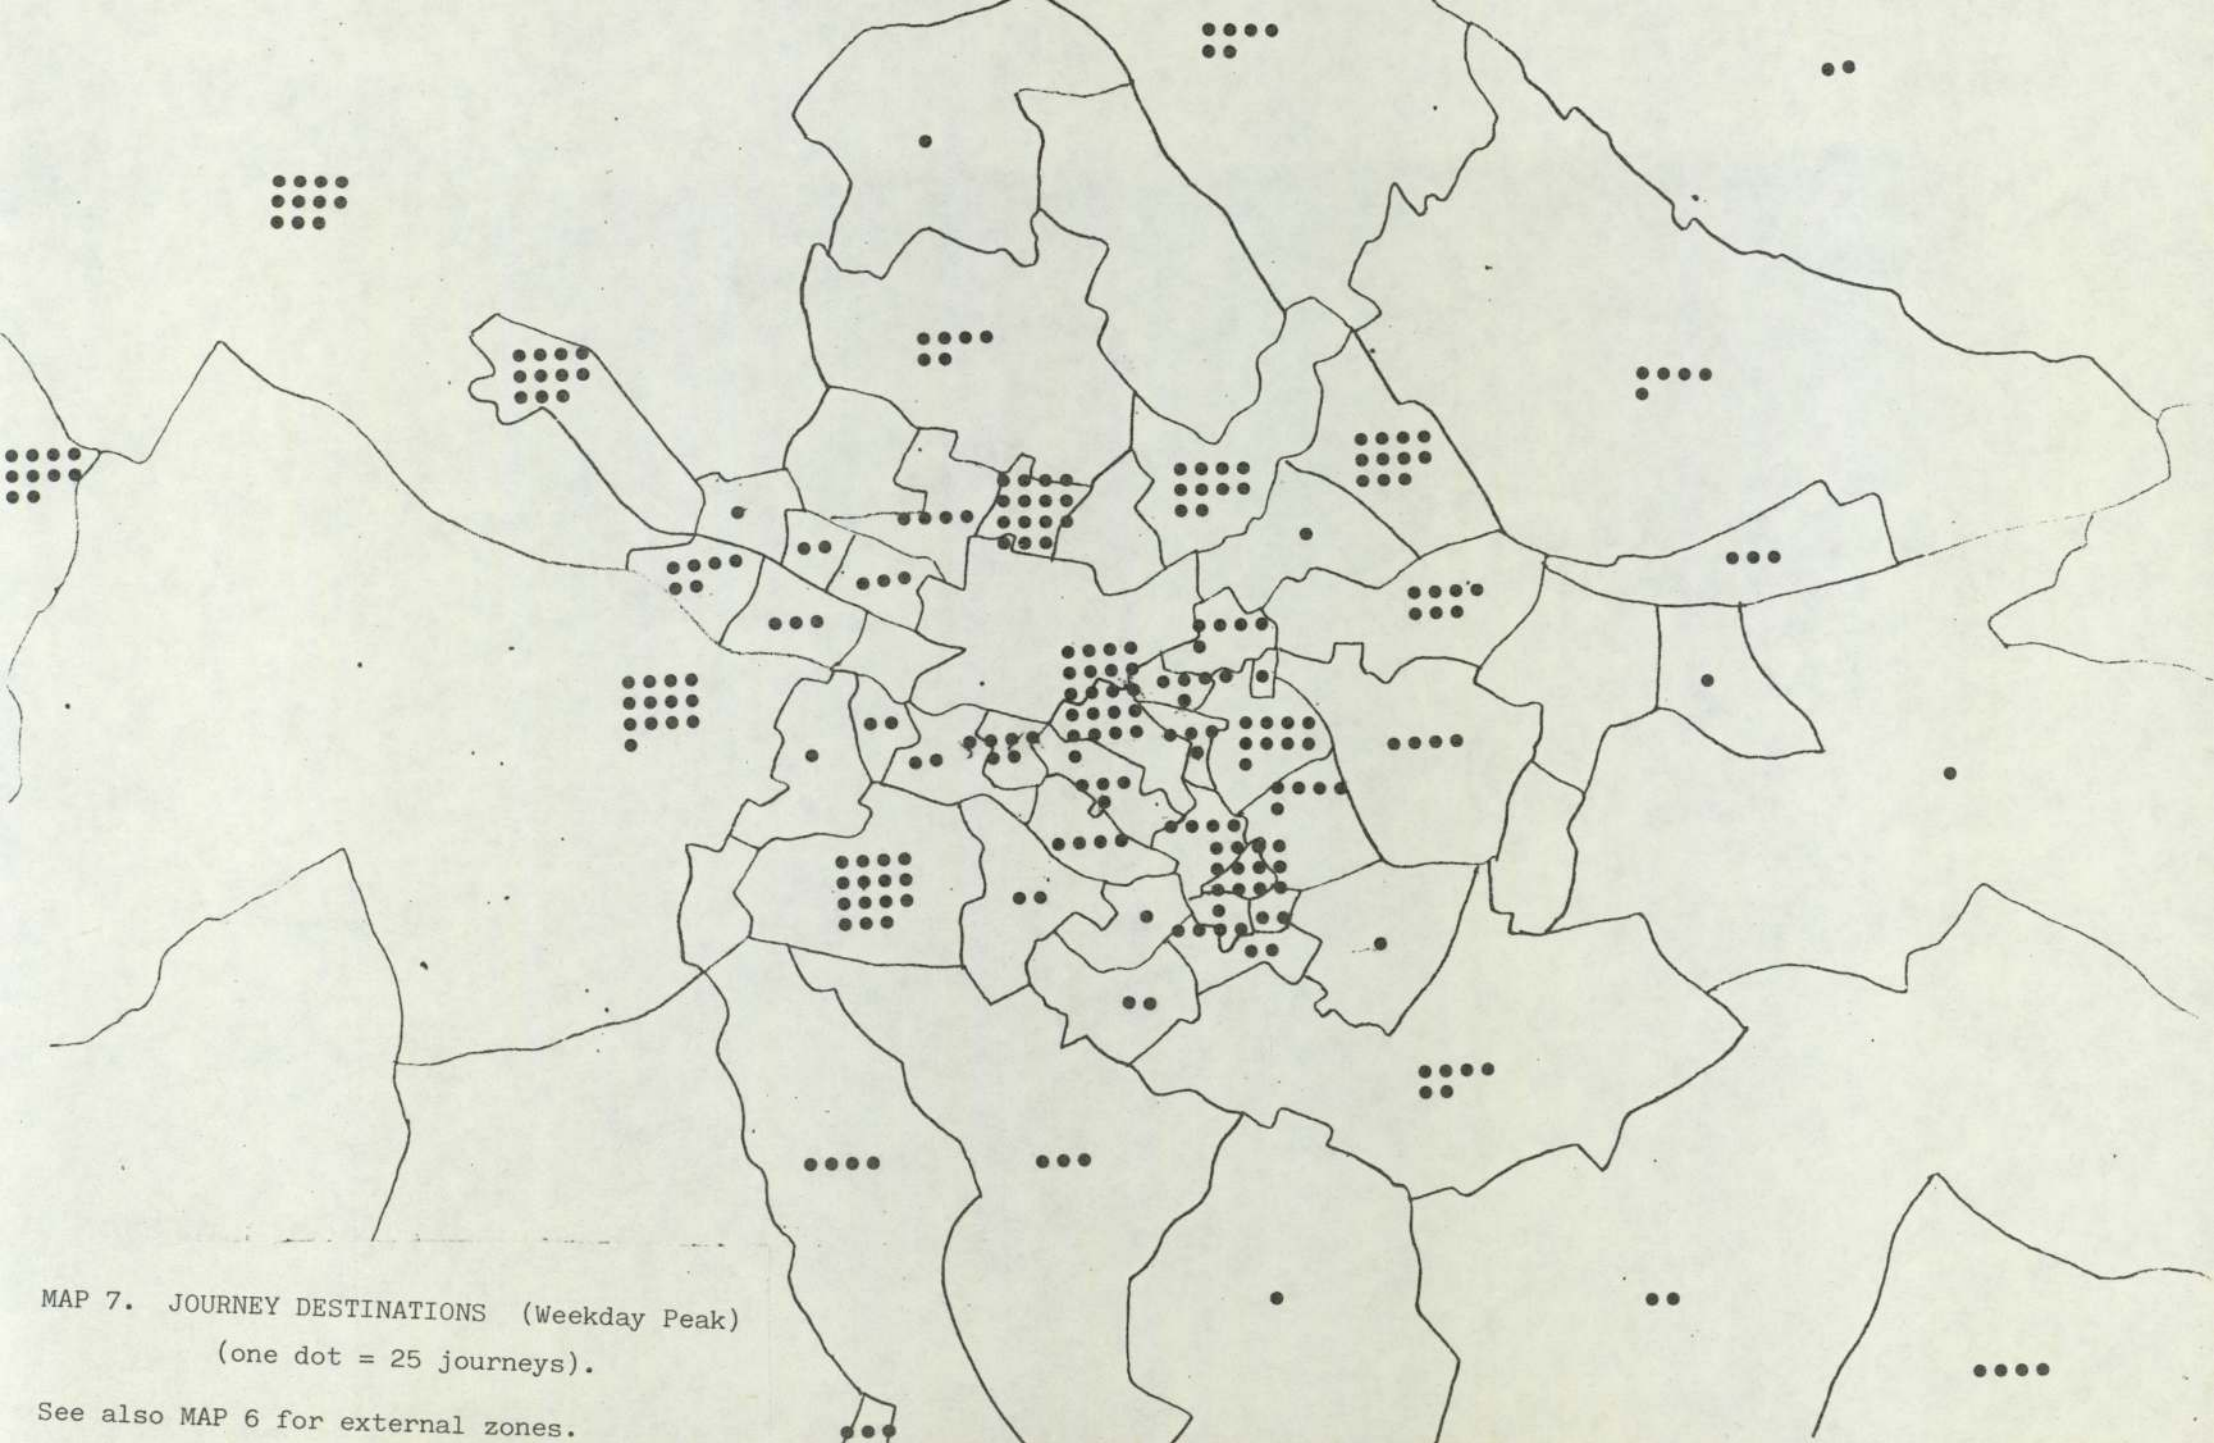 MAP 7. JOURNEY DESTINATIONS (Weekday Peak)
(one dot = 25 journeys).
See also MAP 6 for external zones.